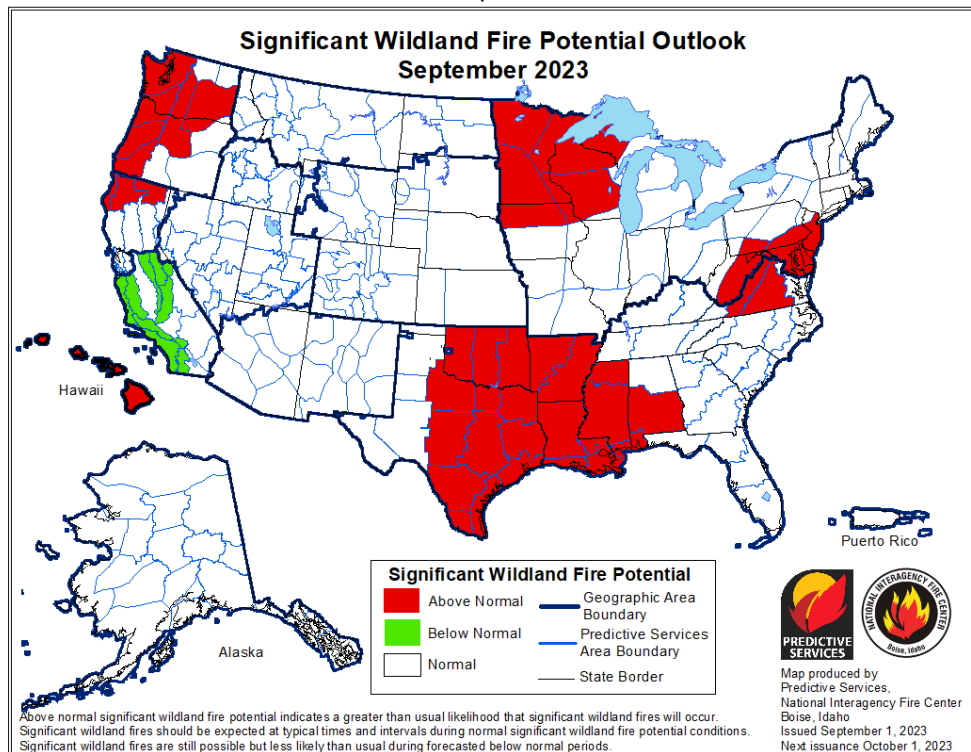 Significant Wildland Fire Potential Outlook
September 2023
Hawaii
Alaska
Puerto Rico
Significant Wildland Fire Potential
Above Normal
Below Normal
Normal
Geographic Area
Boundary
Predictive Services
Area Boundary
State Border
PREDICTIVE
SERVICES
NATIONAL INTERAGENCY FIRE CENTER
Boise, Idaho
Map produced by
Predictive Services,
National Interagency Fire Center
Boise, Idaho
Issued September 1, 2023
Next issuance October 1, 2023
Above normal significant wildland fire potential indicates a greater than usual likelihood that significant wildland fires will occur.
Significant wildland fires should be expected at typical times and intervals during normal significant wildland fire potential conditions.
Significant wildland fires are still possible but less likely than usual during forecasted below normal periods.